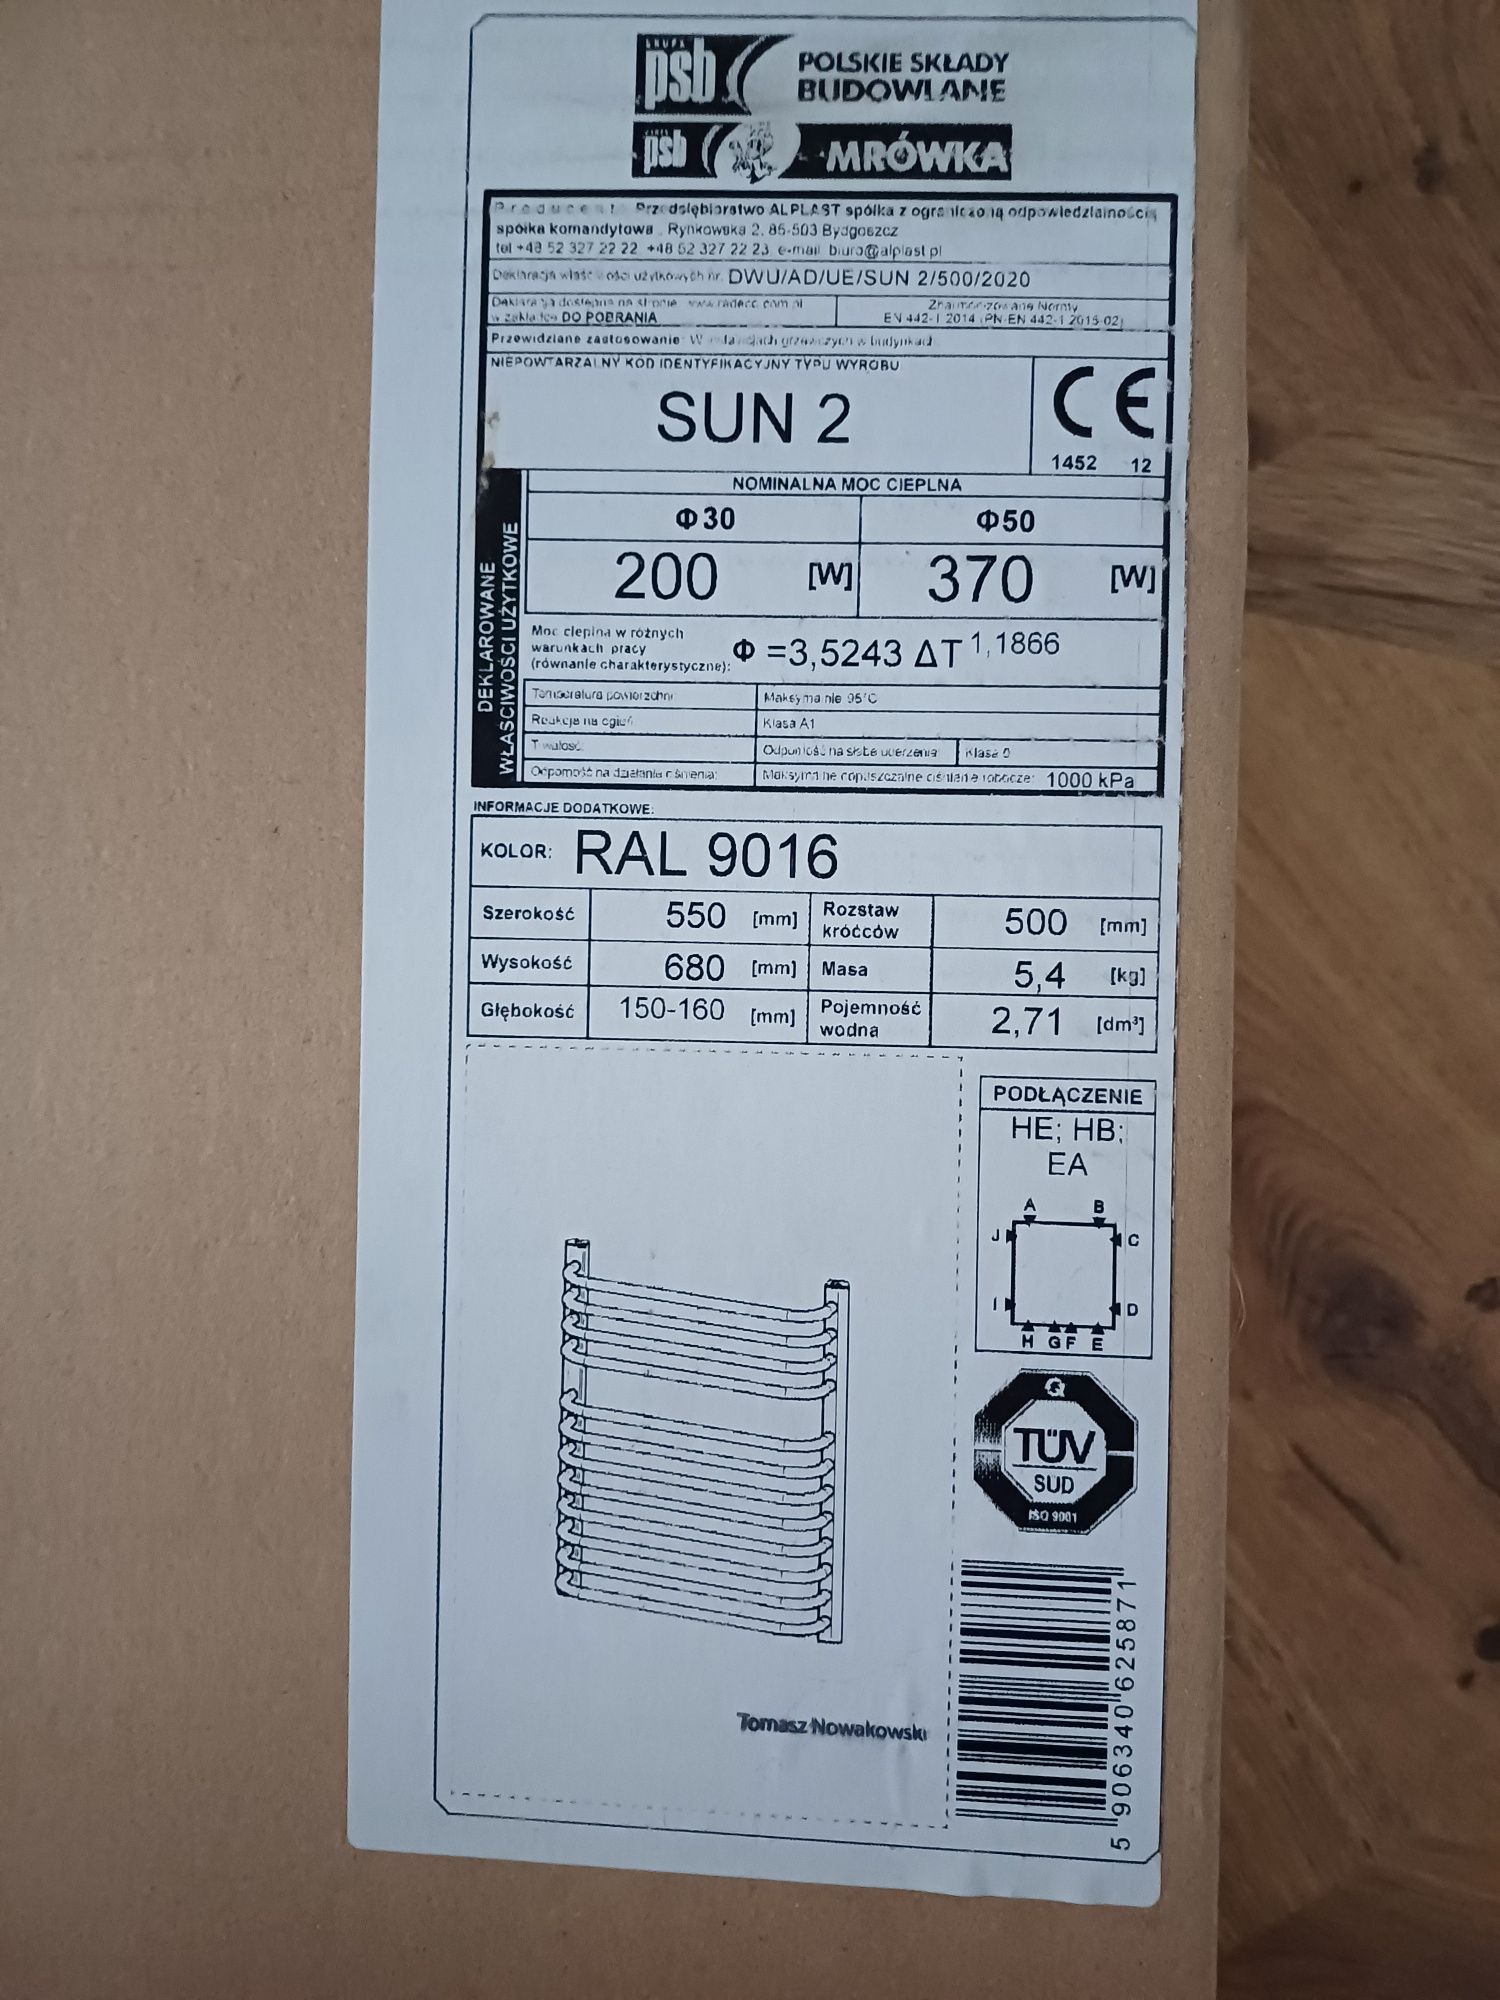 GRUPA
psb
POLSKIE SKŁADY
BUDOWLANE
psb
MRÓWKA
Producent: Przedsiębiorstwo ALPLAST spółka z ograniczoną odpowiedzialnością
spółka komandytowa Rynkowska 2, 85-503 Bydgoszcz
tel +48 52 327 22 22 +48 52 327 22 23 e-mail biuro@alplast.pl
Deklaracja właściwości użytkowych nr. DWU/AD/UE/SUN 2/500/2020
Deklaracja dostępna na stronie
w zakładce DO POBRANIA
Zharmonizowane Normy
EN 442-1 2014 (PN-EN 442-1 2015-02)
Przewidziane zastosowanie: W instalacjach grzewczych w budynkach
NIEPOWTARZALNY KOD IDENTYFIKACYJNY TYPU WYROBU
SUN 2
CE
1452 12
DEKLAROWANE
WŁAŚCIWOŚCI UŻYTKOWE
NOMINALNA MOC CIEPLNA
Φ30 Φ50
200 [W] 370 [W]
Moc cieplna w różnych
warunkach pracy
(równanie charakterystyczne):
Φ =3,5243 ΔT 1,1866
Temperatura powierzchni Maksymalnie 95°C
Reakcja na ogień Klasa A1
Trwałość: Odporność na słabe uderzenia Klasa 0
Odporność na działania ciśnienia: Maksymalne dopuszczalne ciśnienie robocze: 1000 kPa
INFORMACJE DODATKOWE:
KOLOR: RAL 9016
Szerokość 550 [mm] Rozstaw króćców 500 [mm]
Wysokość 680 [mm] Masa 5,4 [kg]
Głębokość 150-160 [mm] Pojemność wodna 2,71 [dm³]
PODŁĄCZENIE
HE; HB;
EA
A B
J C
I D
H G F E
Q
TÜV
SUD
ISO 9001
Tomasz Nowakowski
5 906340 625871